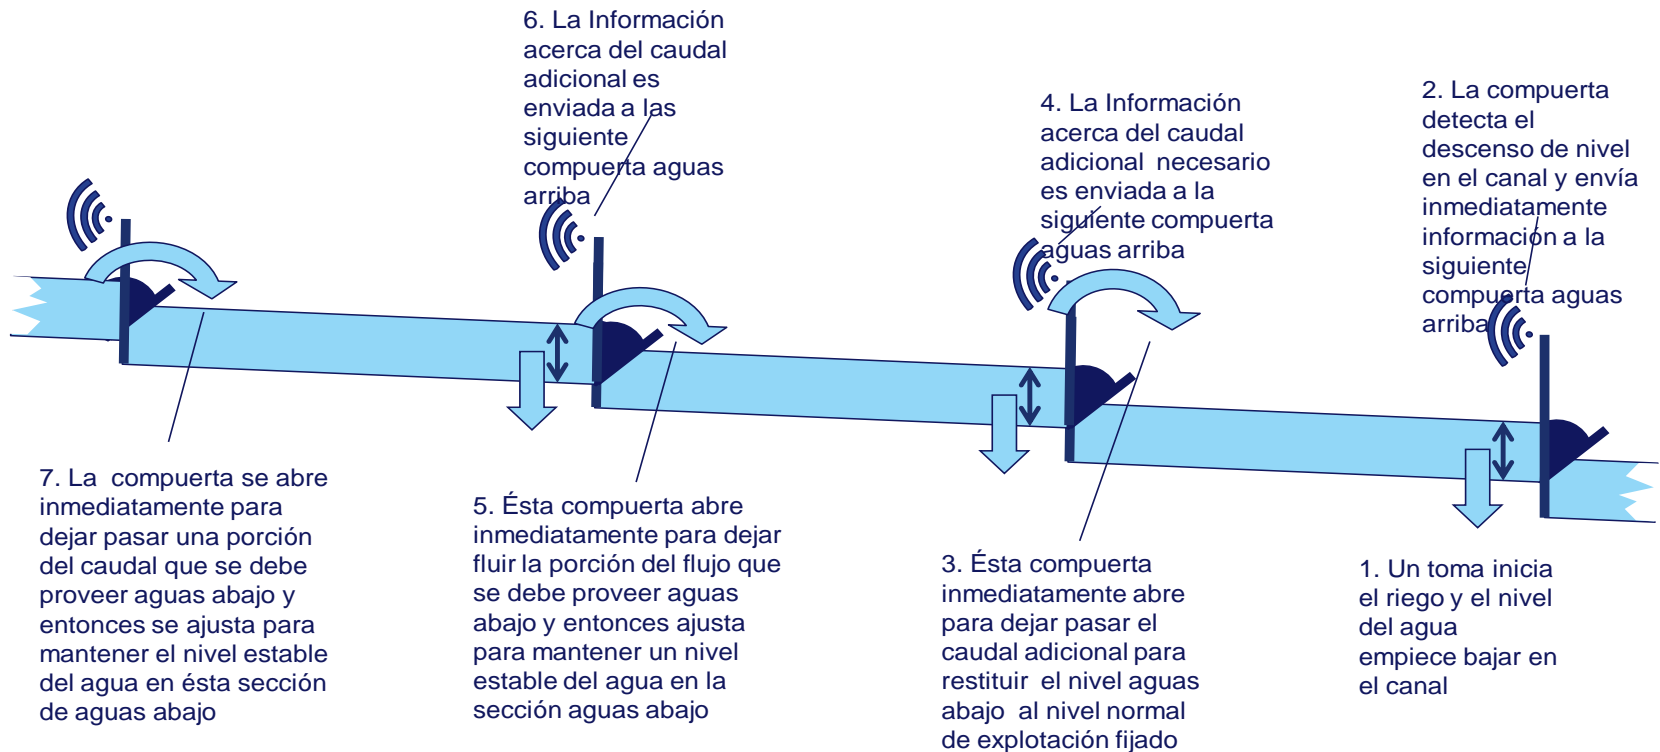 6. La Información
acerca del caudal
adicional es
enviada a las
siguiente
compuerta aguas
arriba
4. La Información
acerca del caudal
adicional necesario
es enviada a la
siguiente compuerta
aguas arriba
2. La compuerta
detecta el
descenso de nivel
en el canal y envía
inmediatamente
información a la
siguiente
compuerta aguas
arriba
7. La compuerta se abre
inmediatamente para
dejar pasar una porción
del caudal que se debe
proveer aguas abajo y
entonces se ajusta para
mantener el nivel estable
del agua en ésta sección
de aguas abajo
5. Ésta compuerta abre
inmediatamente para dejar
fluir la porción del flujo que
se debe proveer aguas
abajo y entonces ajusta
para mantener un nivel
estable del agua en la
sección aguas abajo
3. Ésta compuerta
inmediatamente abre
para dejar pasar el
caudal adicional para
restituir el nivel aguas
abajo al nivel normal
de explotación fijado
1. Un toma inicia
el riego y el nivel
del agua
empiece bajar en
el canal